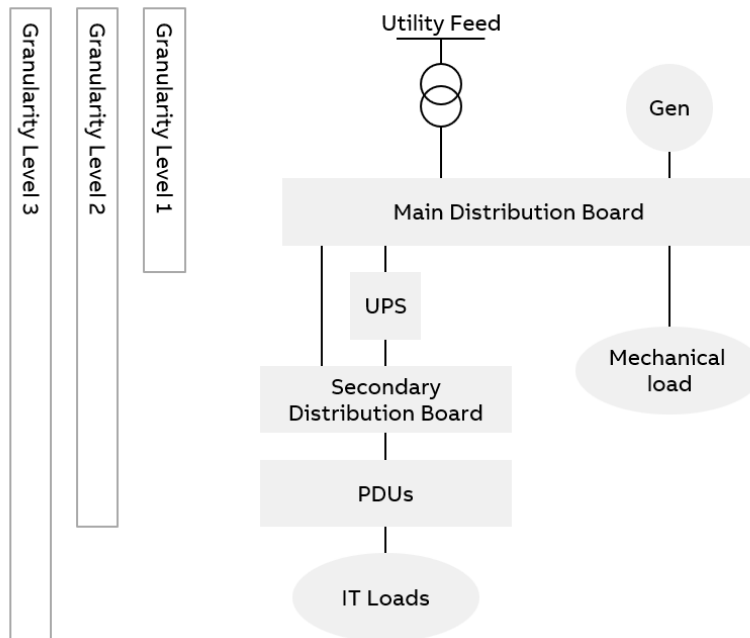 Granularity Level 3
Granularity Level 2
Granularity Level 1
Utility Feed
Gen
Main Distribution Board
UPS
Mechanical
load
Secondary
Distribution Board
PDUs
IT Loads